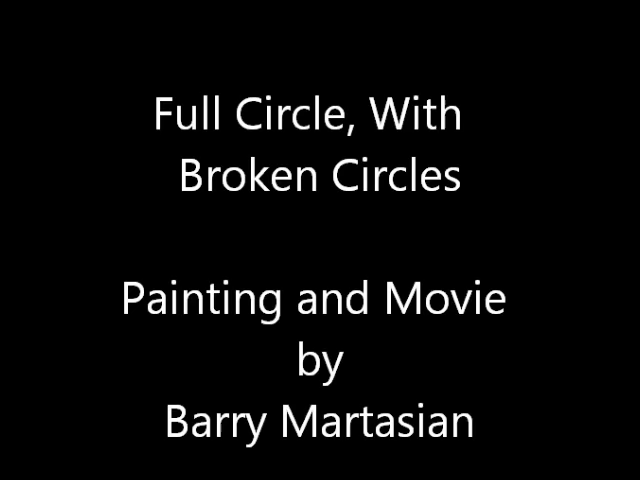 Full Circle, With
Broken Circles
Painting and Movie
by
Barry Martasian